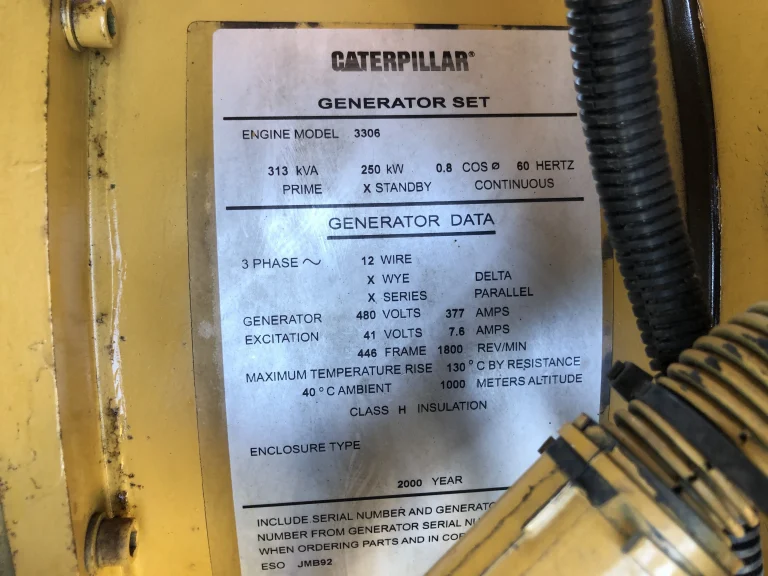 CATERPILLAR®
GENERATOR SET
ENGINE MODEL 3306
313 kVA 250 kW 0.8 COS Ø 60 HERTZ
PRIME X STANDBY CONTINUOUS
GENERATOR DATA
3 PHASE ~ 12 WIRE
X WYE DELTA
X SERIES PARALLEL
GENERATOR 480 VOLTS 377 AMPS
EXCITATION 41 VOLTS 7.6 AMPS
446 FRAME 1800 REV/MIN
MAXIMUM TEMPERATURE RISE 130 °C BY RESISTANCE
40 °C AMBIENT 1000 METERS ALTITUDE
CLASS H INSULATION
ENCLOSURE TYPE
2000 YEAR
INCLUDE SERIAL NUMBER AND
NUMBER FROM GENERATOR SERIAL
WHEN ORDERING PARTS AND IN
ESO JMB92